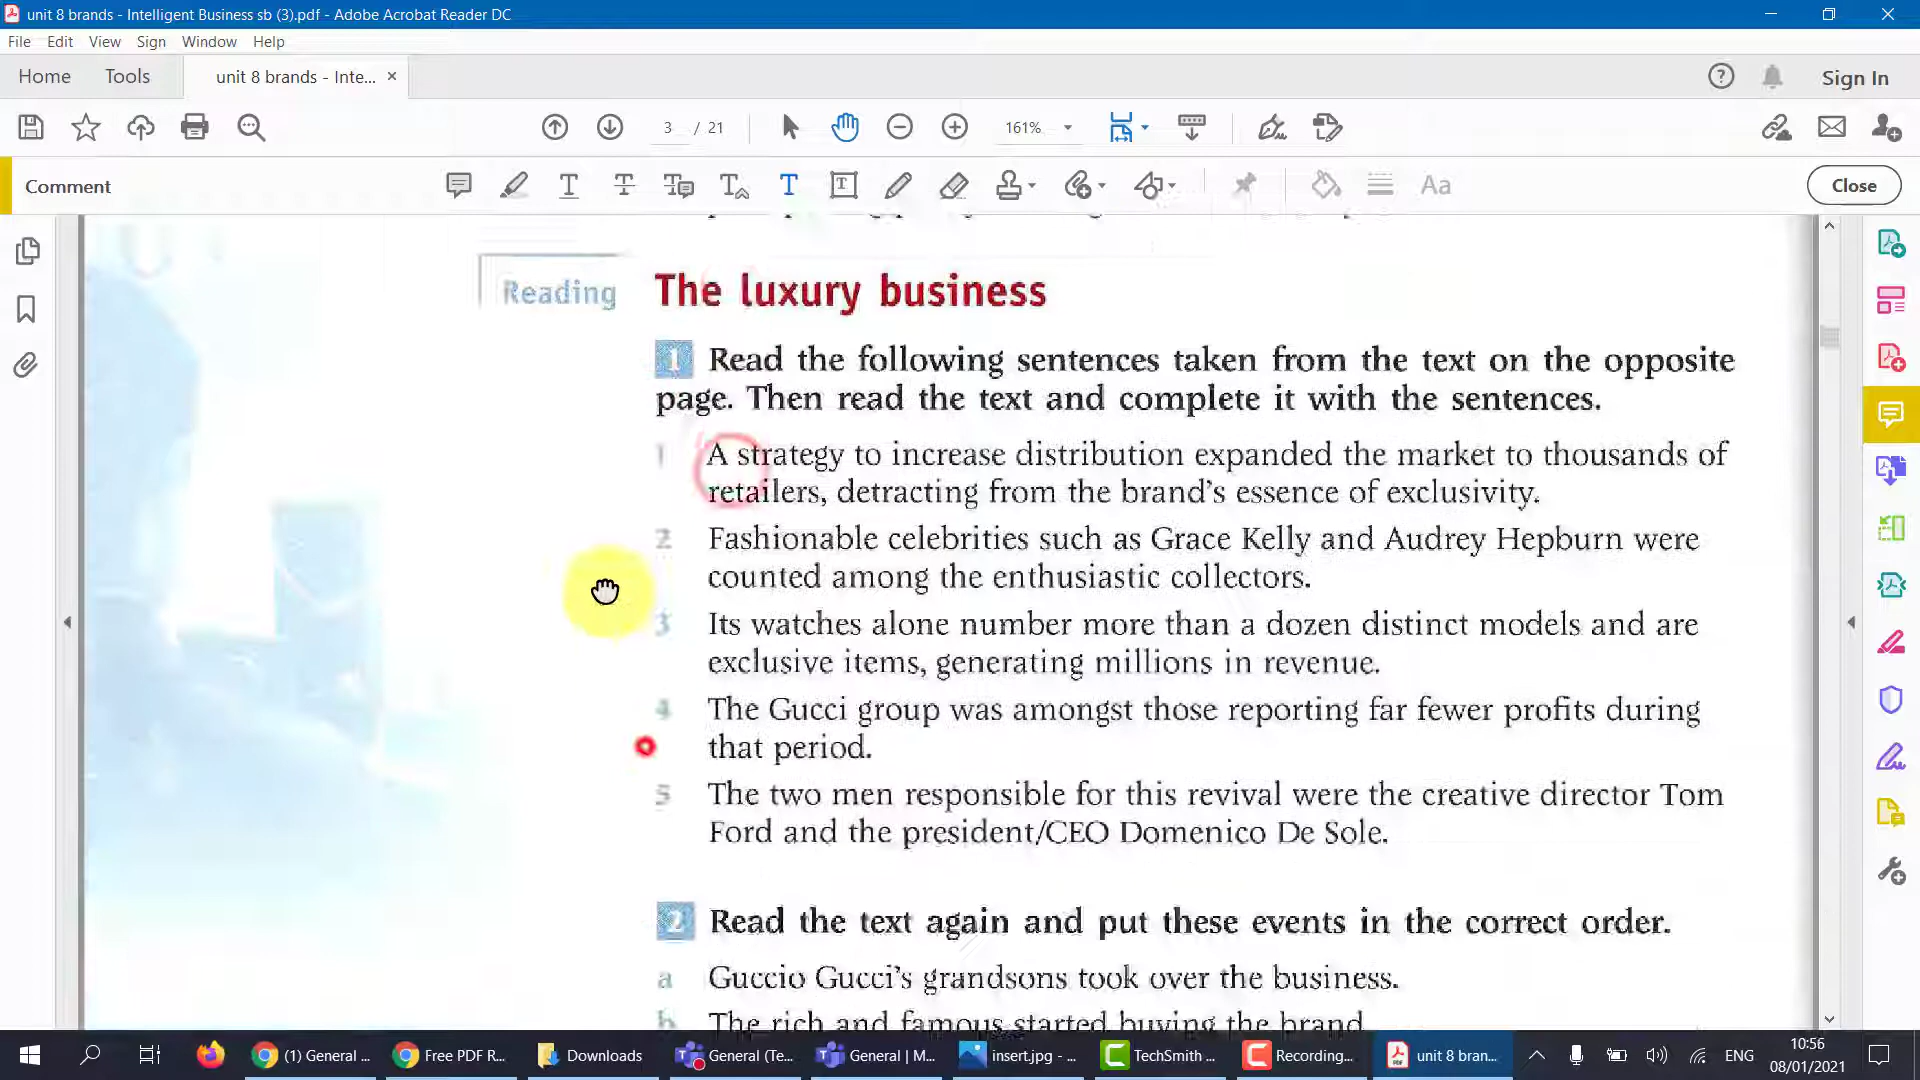 unit 8 brands - Intelligent Business sb (3).pdf - Adobe Acrobat Reader DC
File Edit View Sign Window Help
Home Tools unit 8 brands - Inte... × Sign In
3 / 21 161%
Comment Close
Reading The luxury business
1 Read the following sentences taken from the text on the opposite
page. Then read the text and complete it with the sentences.
1 A strategy to increase distribution expanded the market to thousands of
retailers, detracting from the brand's essence of exclusivity.
2 Fashionable celebrities such as Grace Kelly and Audrey Hepburn were
counted among the enthusiastic collectors.
3 Its watches alone number more than a dozen distinct models and are
exclusive items, generating millions in revenue.
4 The Gucci group was amongst those reporting far fewer profits during
that period.
5 The two men responsible for this revival were the creative director Tom
Ford and the president/CEO Domenico De Sole.
2 Read the text again and put these events in the correct order.
a Guccio Gucci's grandsons took over the business.
b The rich and famous started buying the brand
(1) General ... Free PDF R... Downloads General (Te... General | M... insert.jpg - ... TechSmith ... Recording... unit 8 bran... ENG 10:56
08/01/2021